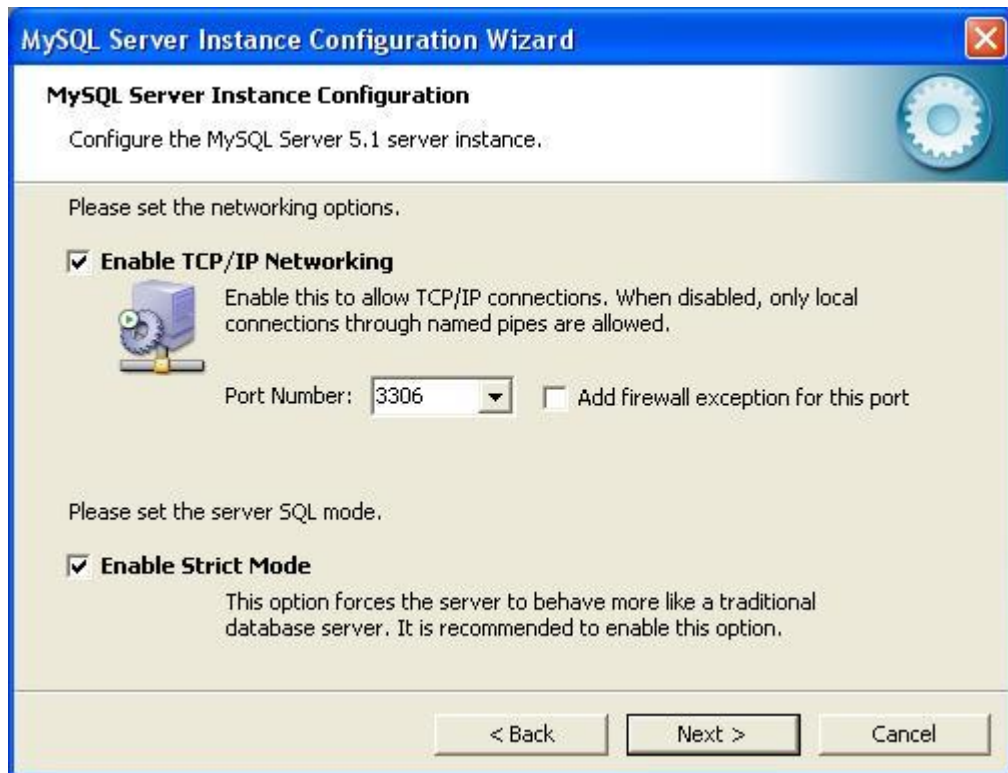 MySQL Server Instance Configuration Wizard
MySQL Server Instance Configuration
Configure the MySQL Server 5.1 server instance.
Please set the networking options.
Enable TCP/IP Networking
Enable this to allow TCP/IP connections. When disabled, only local
connections through named pipes are allowed.
Port Number: 3306 Add firewall exception for this port
Please set the server SQL mode.
Enable Strict Mode
This option forces the server to behave more like a traditional
database server. It is recommended to enable this option.
< Back Next > Cancel